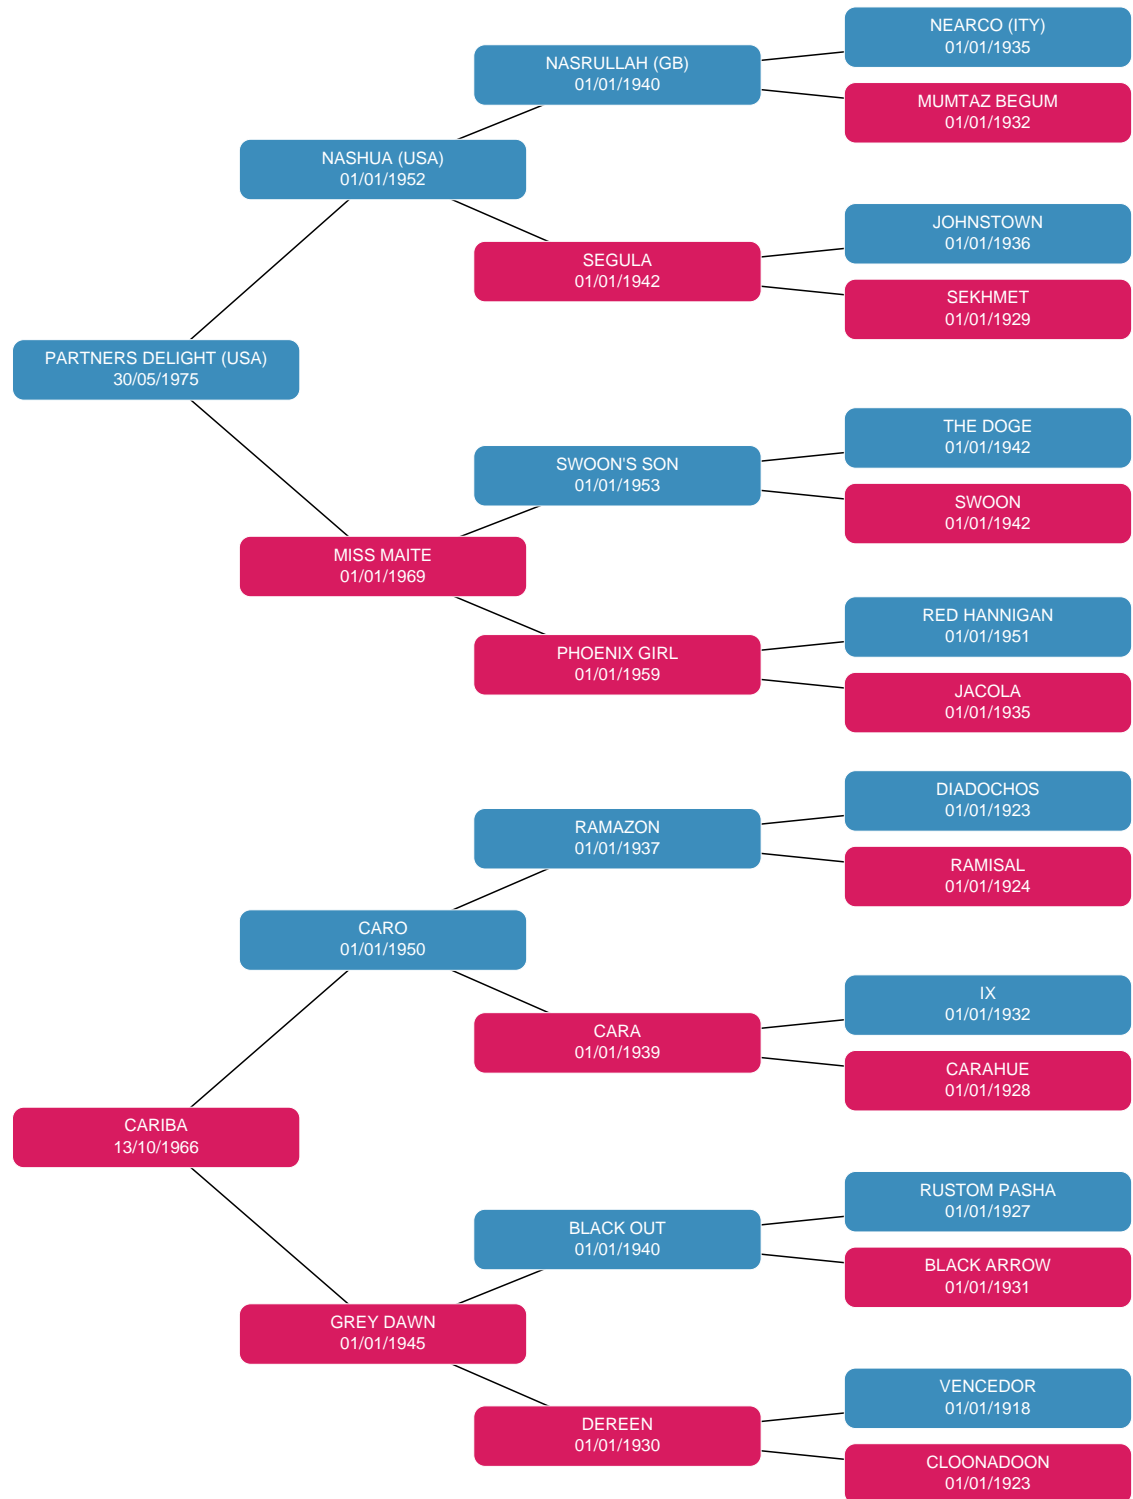 NEARCO (ITY)
01/01/1935
NASRULLAH (GB)
01/01/1940
MUMTAZ BEGUM
01/01/1932
NASHUA (USA)
01/01/1952
JOHNSTOWN
01/01/1936
SEGULA
01/01/1942
SEKHMET
01/01/1929
PARTNERS DELIGHT (USA)
30/05/1975
THE DOGE
01/01/1942
SWOON'S SON
01/01/1953
SWOON
01/01/1942
MISS MAITE
01/01/1969
RED HANNIGAN
01/01/1951
PHOENIX GIRL
01/01/1959
JACOLA
01/01/1935
DIADOCHOS
01/01/1923
RAMAZON
01/01/1937
RAMISAL
01/01/1924
CARO
01/01/1950
IX
01/01/1932
CARA
01/01/1939
CARAHUE
01/01/1928
CARIBA
13/10/1966
RUSTOM PASHA
01/01/1927
BLACK OUT
01/01/1940
BLACK ARROW
01/01/1931
GREY DAWN
01/01/1945
VENCEDOR
01/01/1918
DEREEN
01/01/1930
CLOONADOON
01/01/1923